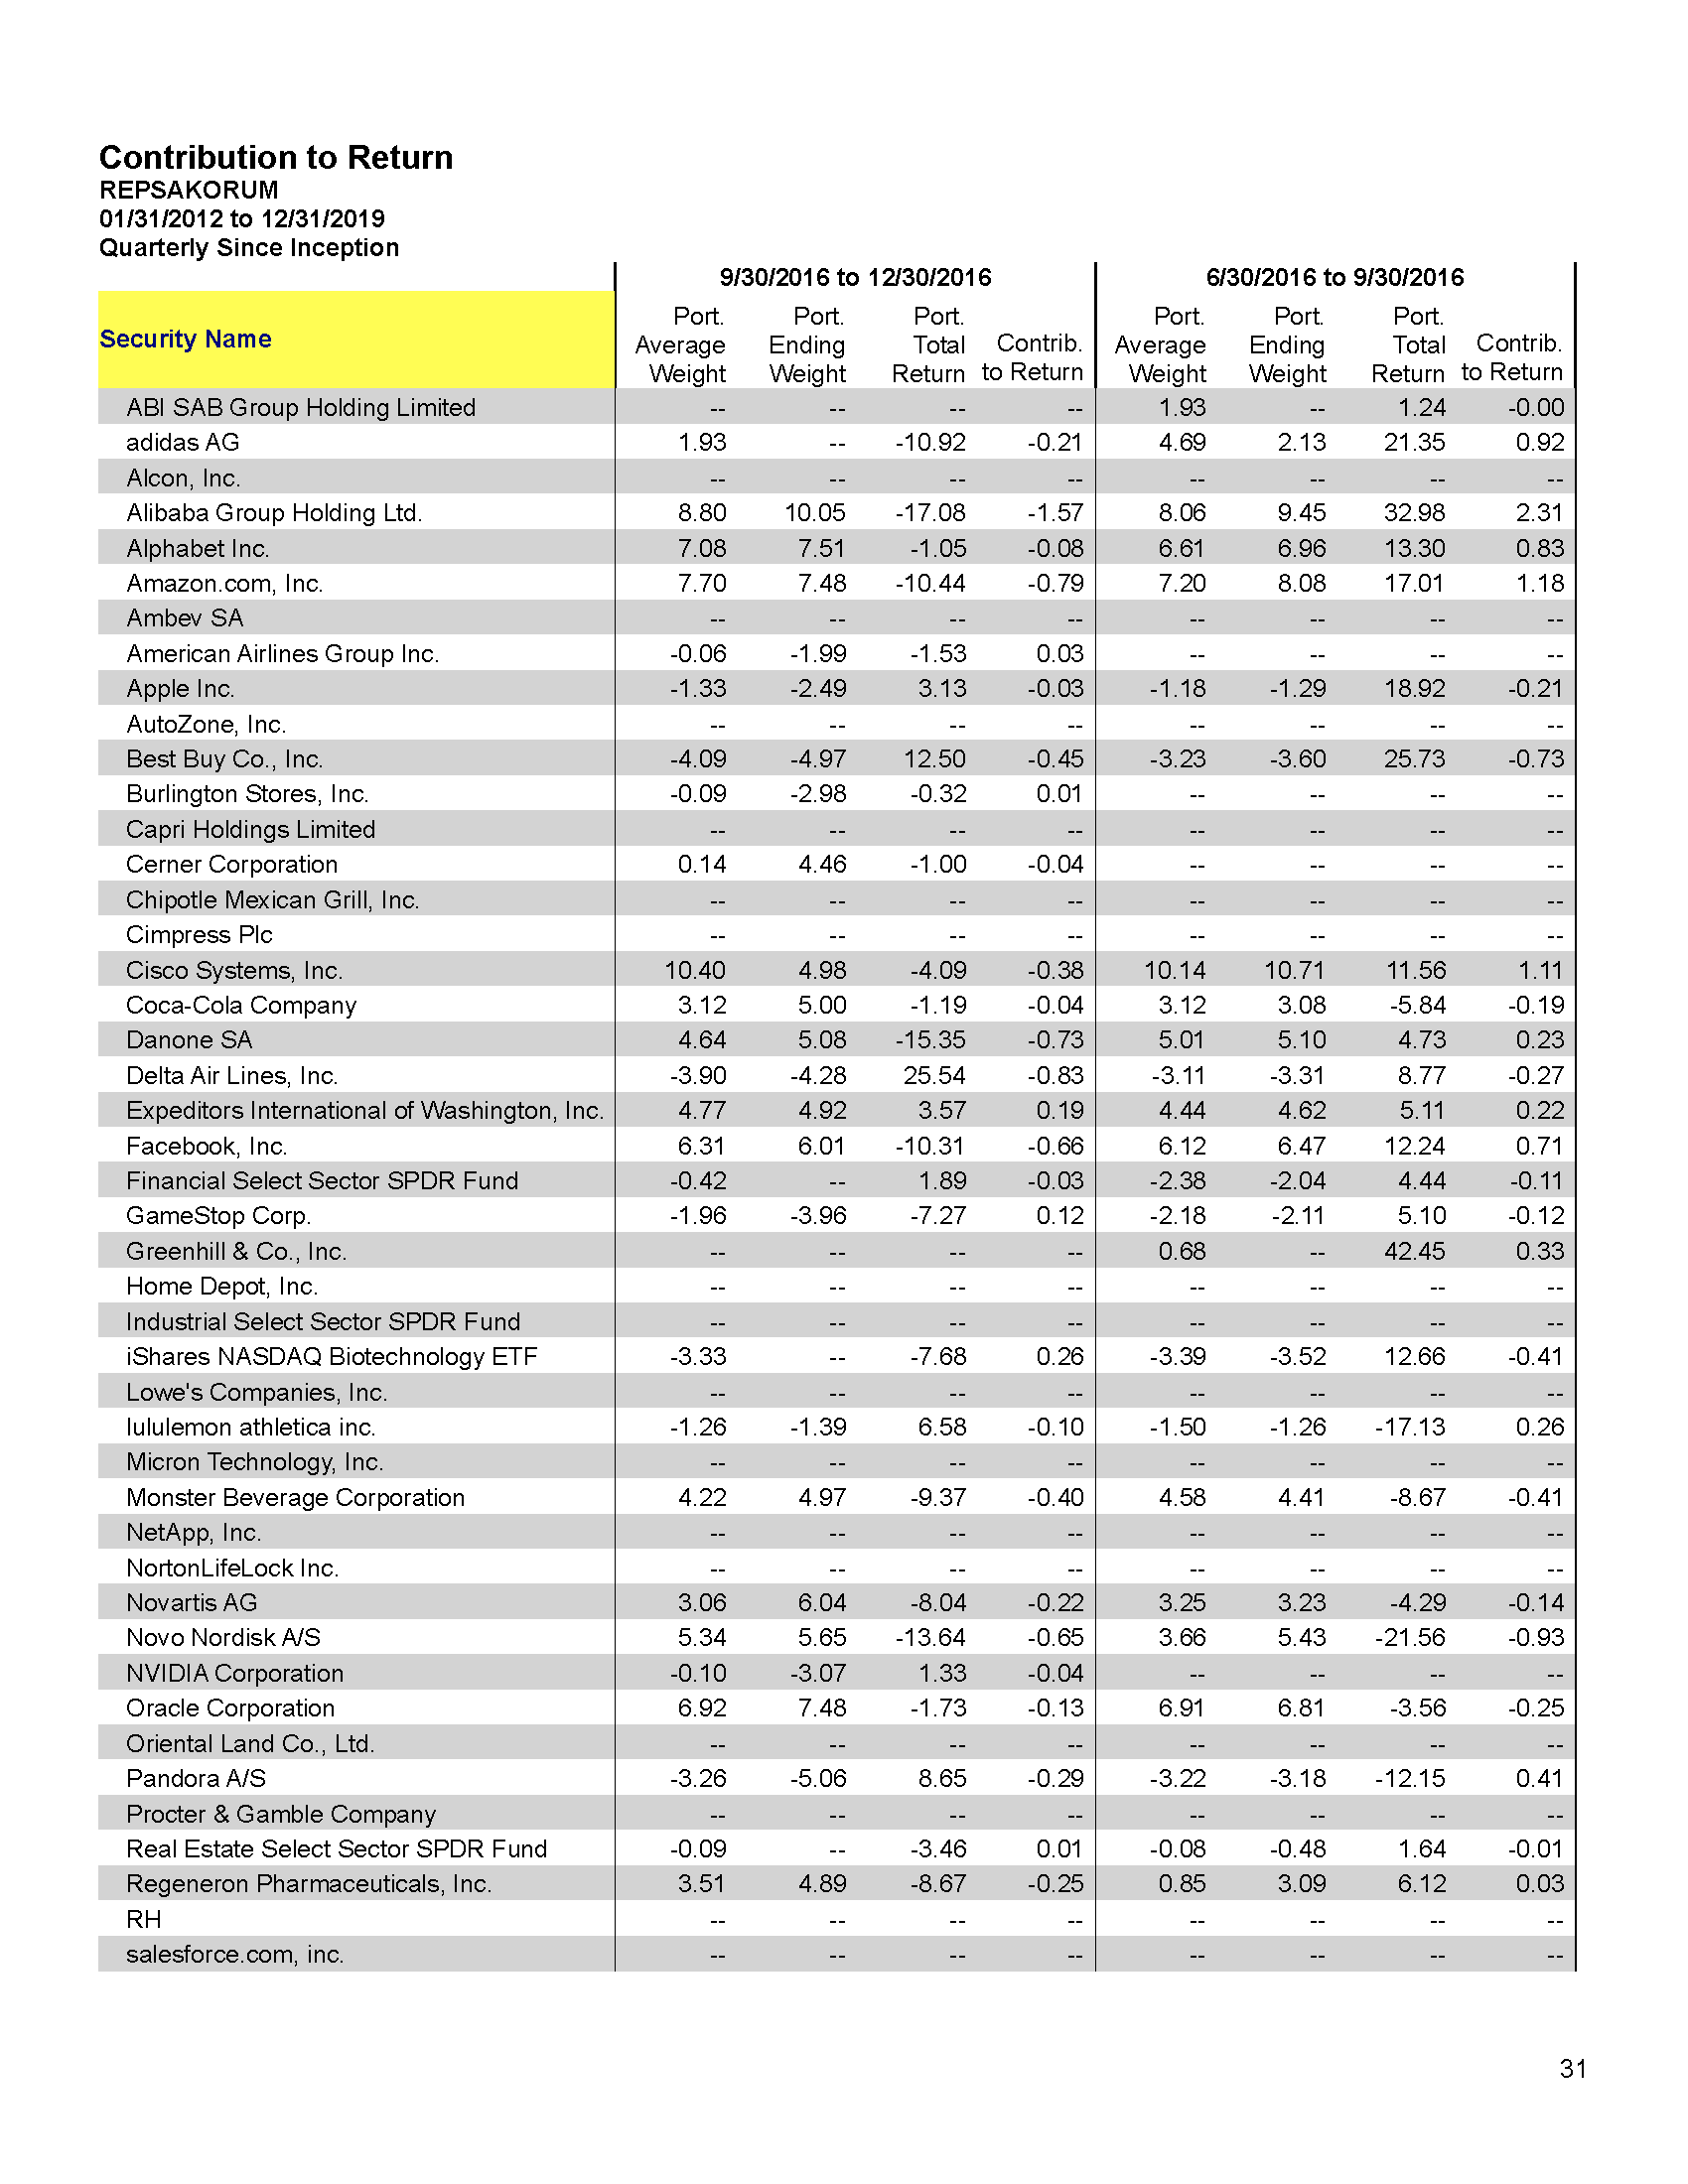 Contribution to Return
REPSAKORUM
01/31/2012 to 12/31/2019
Quarterly Since Inception
9/30/2016 to 12/30/2016 6/30/2016 to 9/30/2016
Security Name Port. Average Weight Port. Ending Weight Port. Total Return Contrib. to Return Port. Average Weight Port. Ending Weight Port. Total Return Contrib. to Return
ABI SAB Group Holding Limited -- -- -- -- 1.93 -- 1.24 -0.00
adidas AG 1.93 -- -10.92 -0.21 4.69 2.13 21.35 0.92
Alcon, Inc. -- -- -- -- -- -- -- --
Alibaba Group Holding Ltd. 8.80 10.05 -17.08 -1.57 8.06 9.45 32.98 2.31
Alphabet Inc. 7.08 7.51 -1.05 -0.08 6.61 6.96 13.30 0.83
Amazon.com, Inc. 7.70 7.48 -10.44 -0.79 7.20 8.08 17.01 1.18
Ambev SA -- -- -- -- -- -- -- --
American Airlines Group Inc. -0.06 -1.99 -1.53 0.03 -- -- -- --
Apple Inc. -1.33 -2.49 3.13 -0.03 -1.18 -1.29 18.92 -0.21
AutoZone, Inc. -- -- -- -- -- -- -- --
Best Buy Co., Inc. -4.09 -4.97 12.50 -0.45 -3.23 -3.60 25.73 -0.73
Burlington Stores, Inc. -0.09 -2.98 -0.32 0.01 -- -- -- --
Capri Holdings Limited -- -- -- -- -- -- -- --
Cerner Corporation 0.14 4.46 -1.00 -0.04 -- -- -- --
Chipotle Mexican Grill, Inc. -- -- -- -- -- -- -- --
Cimpress Plc -- -- -- -- -- -- -- --
Cisco Systems, Inc. 10.40 4.98 -4.09 -0.38 10.14 10.71 11.56 1.11
Coca-Cola Company 3.12 5.00 -1.19 -0.04 3.12 3.08 -5.84 -0.19
Danone SA 4.64 5.08 -15.35 -0.73 5.01 5.10 4.73 0.23
Delta Air Lines, Inc. -3.90 -4.28 25.54 -0.83 -3.11 -3.31 8.77 -0.27
Expeditors International of Washington, Inc. 4.77 4.92 3.57 0.19 4.44 4.62 5.11 0.22
Facebook, Inc. 6.31 6.01 -10.31 -0.66 6.12 6.47 12.24 0.71
Financial Select Sector SPDR Fund -0.42 -- 1.89 -0.03 -2.38 -2.04 4.44 -0.11
GameStop Corp. -1.96 -3.96 -7.27 0.12 -2.18 -2.11 5.10 -0.12
Greenhill & Co., Inc. -- -- -- -- 0.68 -- 42.45 0.33
Home Depot, Inc. -- -- -- -- -- -- -- --
Industrial Select Sector SPDR Fund -- -- -- -- -- -- -- --
iShares NASDAQ Biotechnology ETF -3.33 -- -7.68 0.26 -3.39 -3.52 12.66 -0.41
Lowe's Companies, Inc. -- -- -- -- -- -- -- --
lululemon athletica inc. -1.26 -1.39 6.58 -0.10 -1.50 -1.26 -17.13 0.26
Micron Technology, Inc. -- -- -- -- -- -- -- --
Monster Beverage Corporation 4.22 4.97 -9.37 -0.40 4.58 4.41 -8.67 -0.41
NetApp, Inc. -- -- -- -- -- -- -- --
NortonLifeLock Inc. -- -- -- -- -- -- -- --
Novartis AG 3.06 6.04 -8.04 -0.22 3.25 3.23 -4.29 -0.14
Novo Nordisk A/S 5.34 5.65 -13.64 -0.65 3.66 5.43 -21.56 -0.93
NVIDIA Corporation -0.10 -3.07 1.33 -0.04 -- -- -- --
Oracle Corporation 6.92 7.48 -1.73 -0.13 6.91 6.81 -3.56 -0.25
Oriental Land Co., Ltd. -- -- -- -- -- -- -- --
Pandora A/S -3.26 -5.06 8.65 -0.29 -3.22 -3.18 -12.15 0.41
Procter & Gamble Company -- -- -- -- -- -- -- --
Real Estate Select Sector SPDR Fund -0.09 -- -3.46 0.01 -0.08 -0.48 1.64 -0.01
Regeneron Pharmaceuticals, Inc. 3.51 4.89 -8.67 -0.25 0.85 3.09 6.12 0.03
RH -- -- -- -- -- -- -- --
salesforce.com, inc. -- -- -- -- -- -- -- --
31